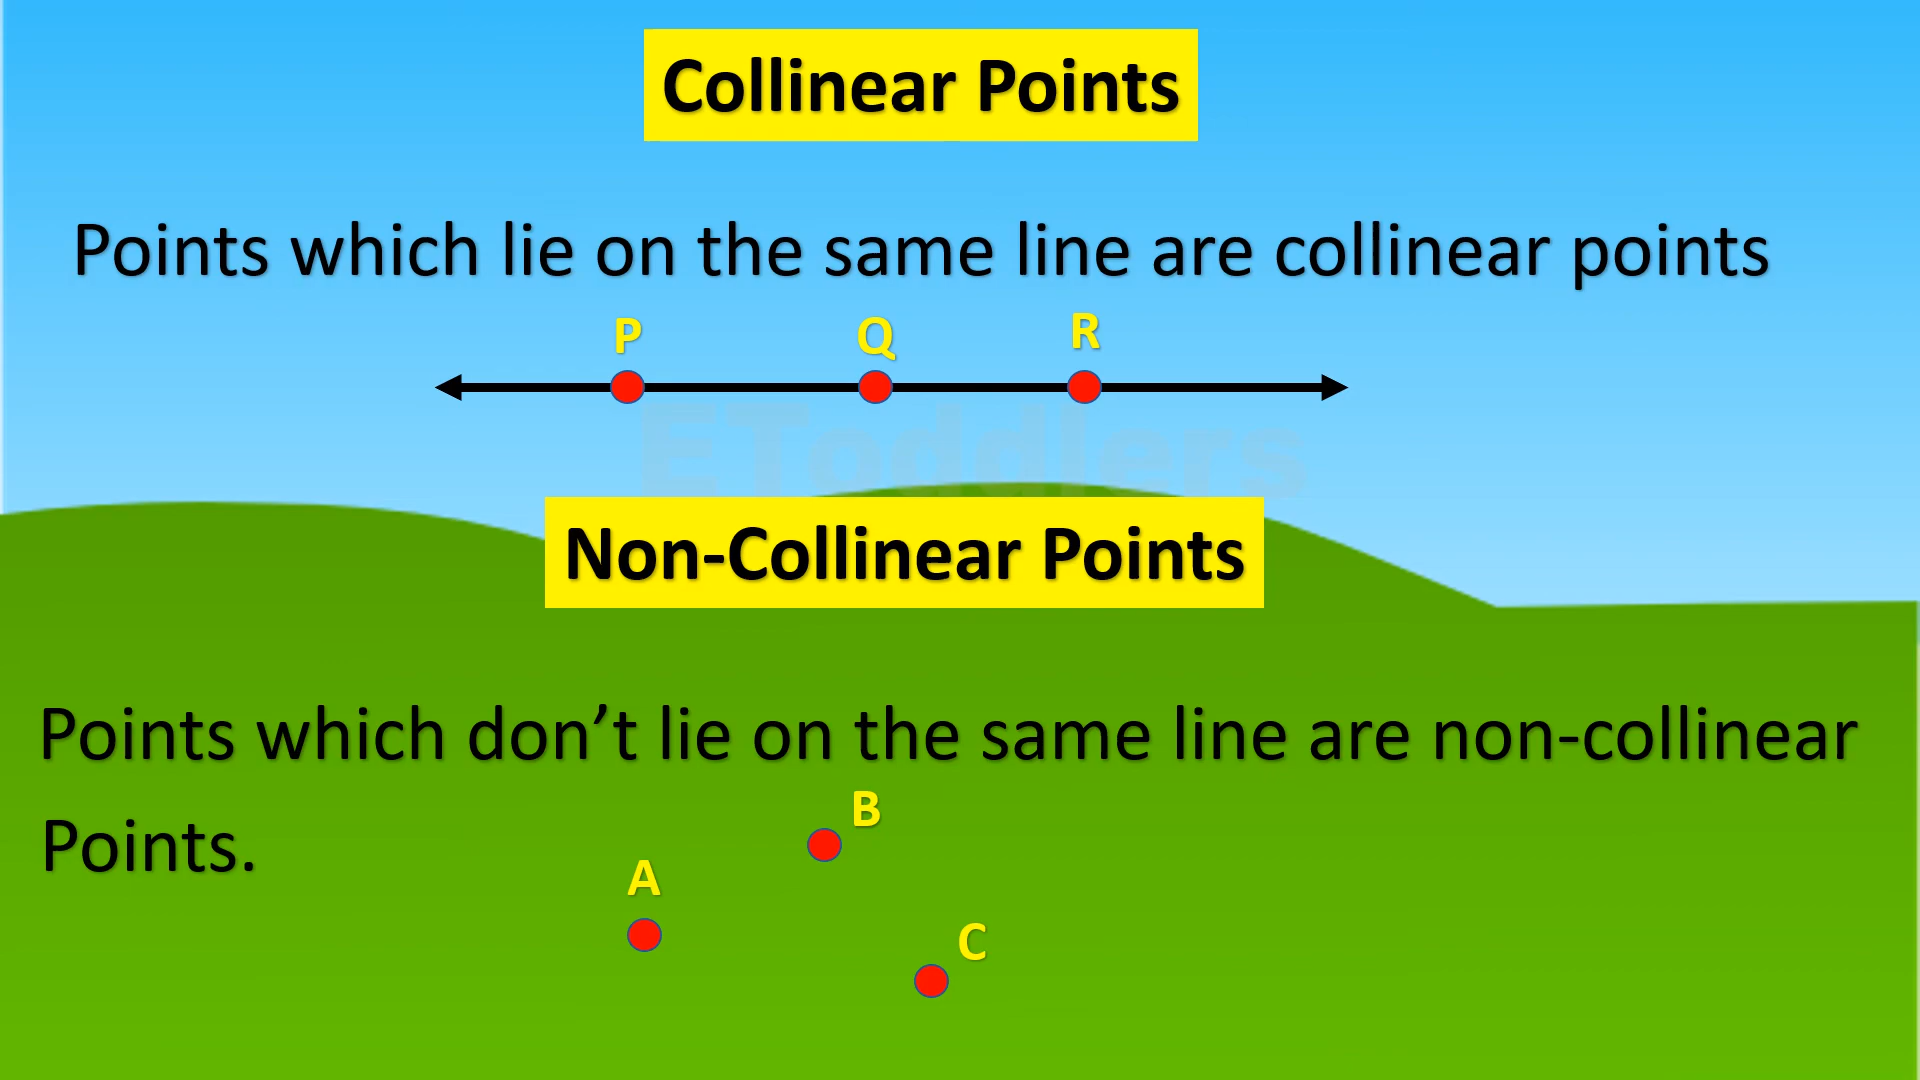 Collinear Points
Points which lie on the same line are collinear points
P Q R
EToddlers
Non-Collinear Points
Points which don’t lie on the same line are non-collinear
Points.
B
A
C